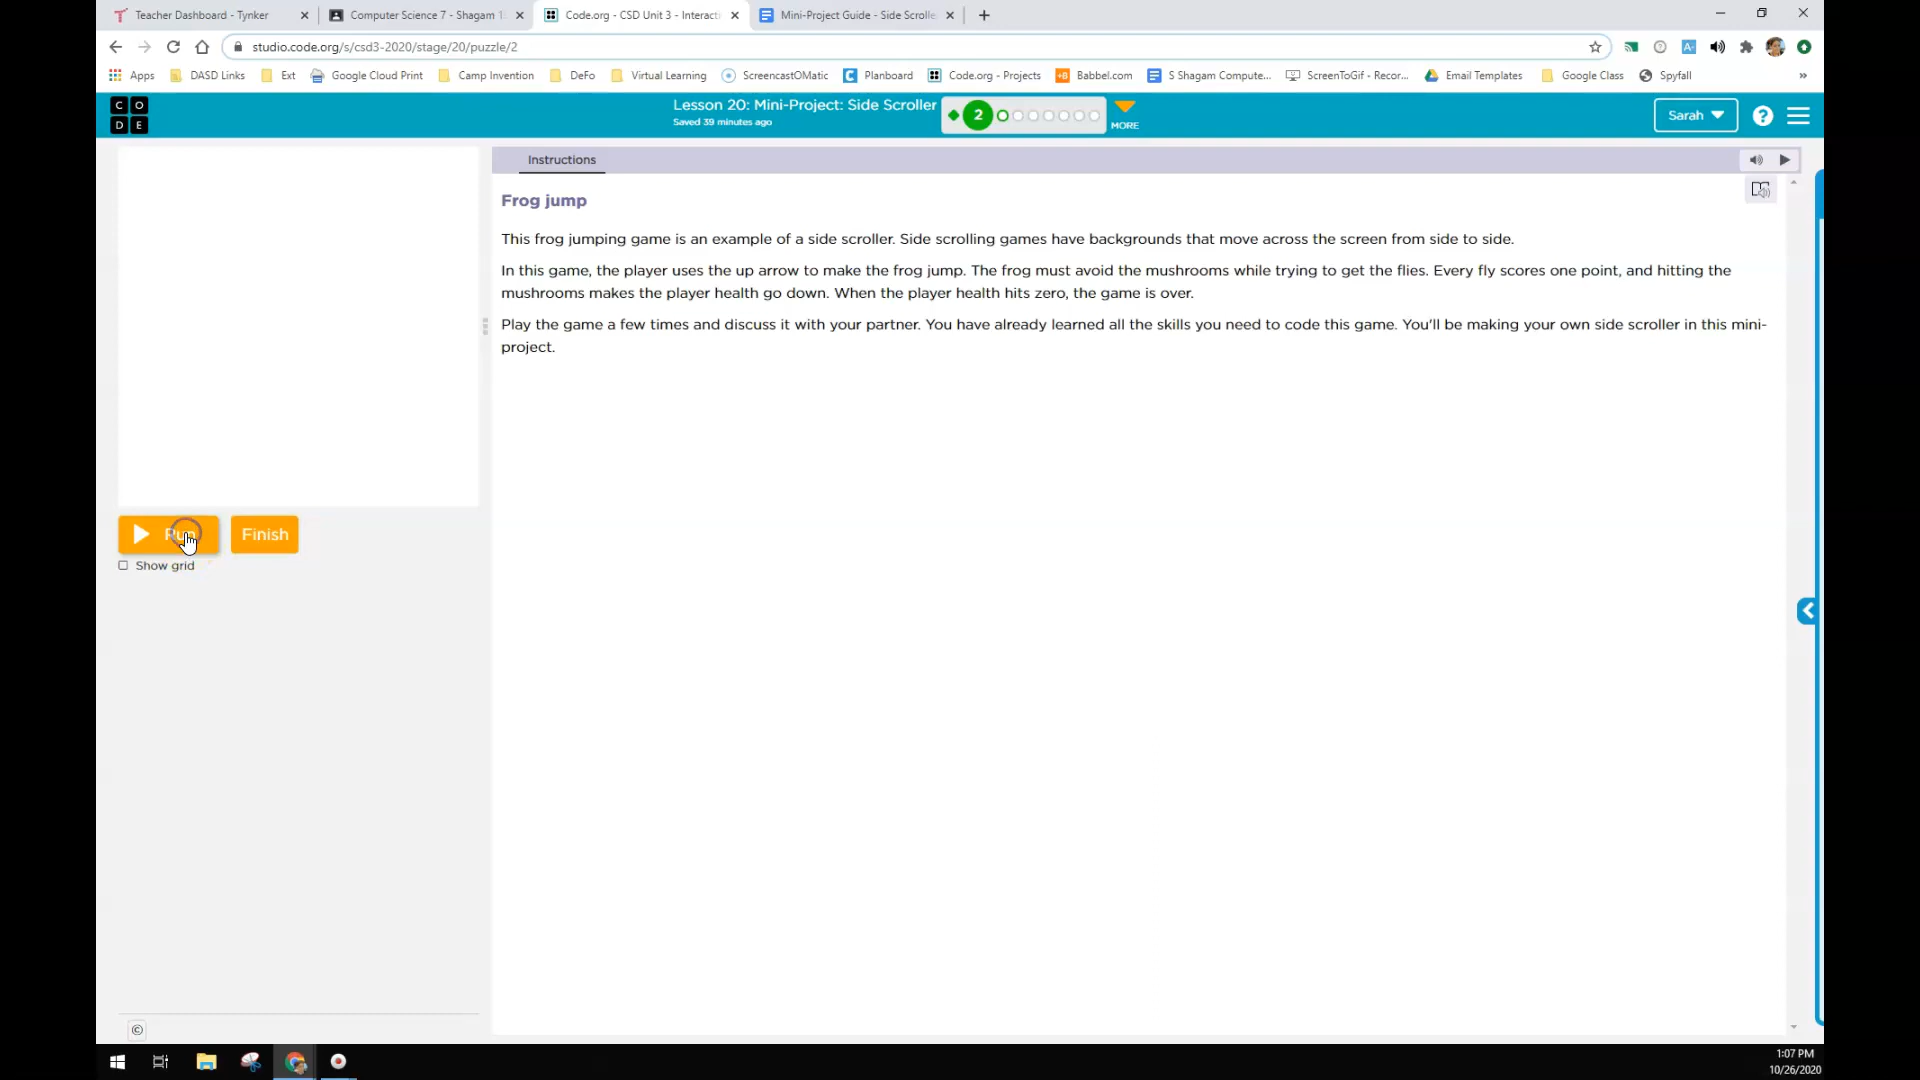 Teacher Dashboard - Tynker
Computer Science 7 - Shagam 1
Code.org - CSD Unit 3 - Interacti
Mini-Project Guide - Side Scrolle
studio.code.org/s/csd3-2020/stage/20/puzzle/2
Apps DASD Links Ext Google Cloud Print Camp Invention DeFo Virtual Learning ScreencastOMatic Planboard Code.org - Projects Babbel.com S Shagam Compute... ScreenToGif - Recor... Email Templates Google Class Spyfall »
C O
D E
Lesson 20: Mini-Project: Side Scroller
Saved 39 minutes ago
2
MORE
Sarah
?
Instructions
Frog jump
This frog jumping game is an example of a side scroller. Side scrolling games have backgrounds that move across the screen from side to side.
In this game, the player uses the up arrow to make the frog jump. The frog must avoid the mushrooms while trying to get the flies. Every fly scores one point, and hitting the
mushrooms makes the player health go down. When the player health hits zero, the game is over.
Play the game a few times and discuss it with your partner. You have already learned all the skills you need to code this game. You'll be making your own side scroller in this mini-
project.
Run
Finish
Show grid
©
1:07 PM
10/26/2020